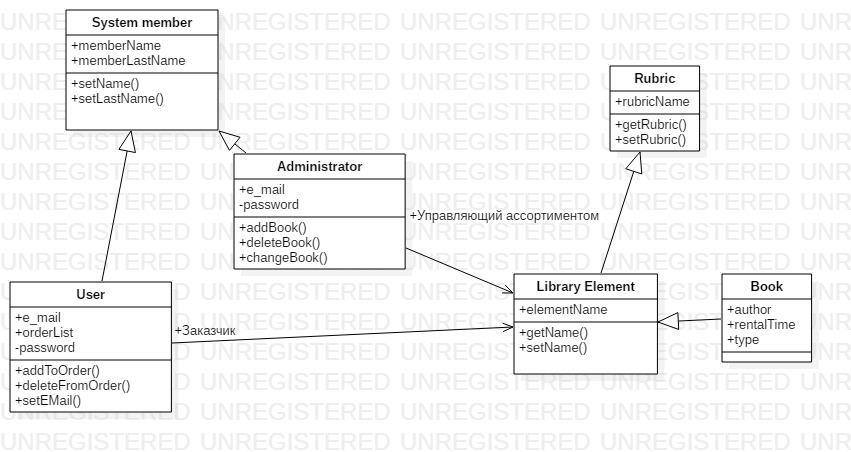 System member
+memberName
+memberLastName
+setName()
+setLastName()
Rubric
+rubricName
+getRubric()
+setRubric()
Administrator
+e_mail
-password
+addBook()
+deleteBook()
+changeBook()
+Управляющий ассортиментом
User
+e_mail
+orderList
-password
+addToOrder()
+deleteFromOrder()
+setEMail()
+Заказчик
Library Element
+elementName
+getName()
+setName()
Book
+author
+rentalTime
+type
UNREGISTERED